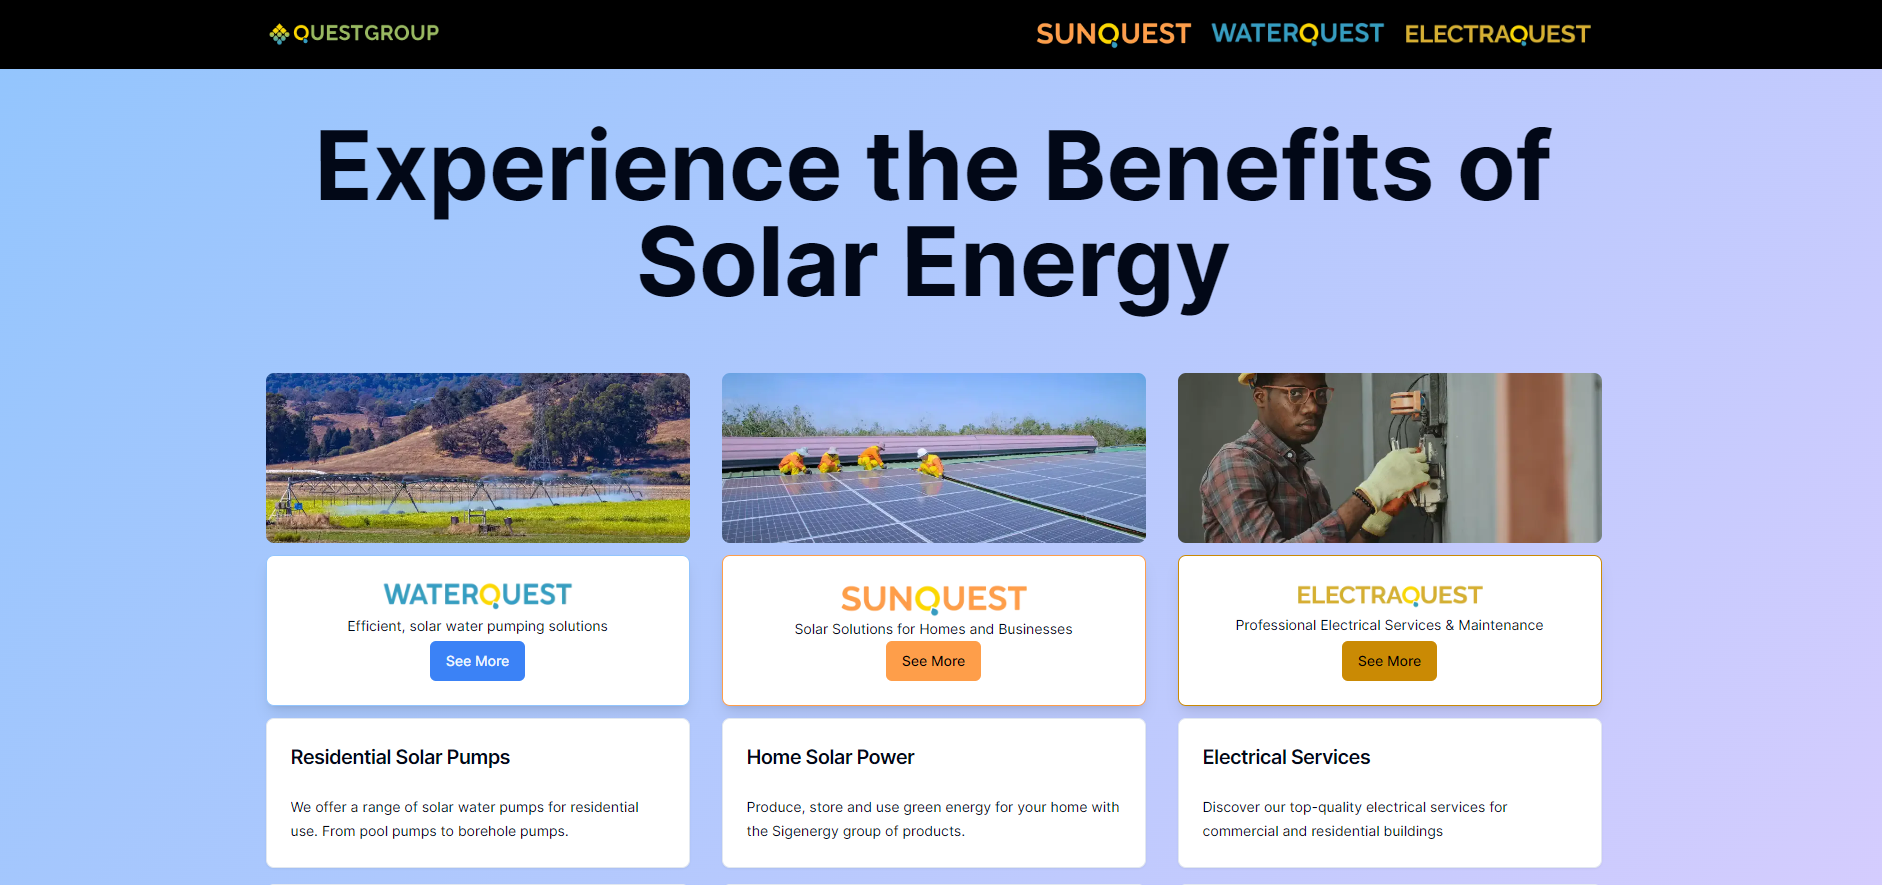 QUESTGROUP
SUNQUEST WATERQUEST ELECTRAQUEST
Experience the Benefits of
Solar Energy
WATERQUEST
Efficient, solar water pumping solutions
See More
SUNQUEST
Solar Solutions for Homes and Businesses
See More
ELECTRAQUEST
Professional Electrical Services & Maintenance
See More
Residential Solar Pumps
We offer a range of solar water pumps for residential
use. From pool pumps to borehole pumps.
Home Solar Power
Produce, store and use green energy for your home with
the Sigenergy group of products.
Electrical Services
Discover our top-quality electrical services for
commercial and residential buildings